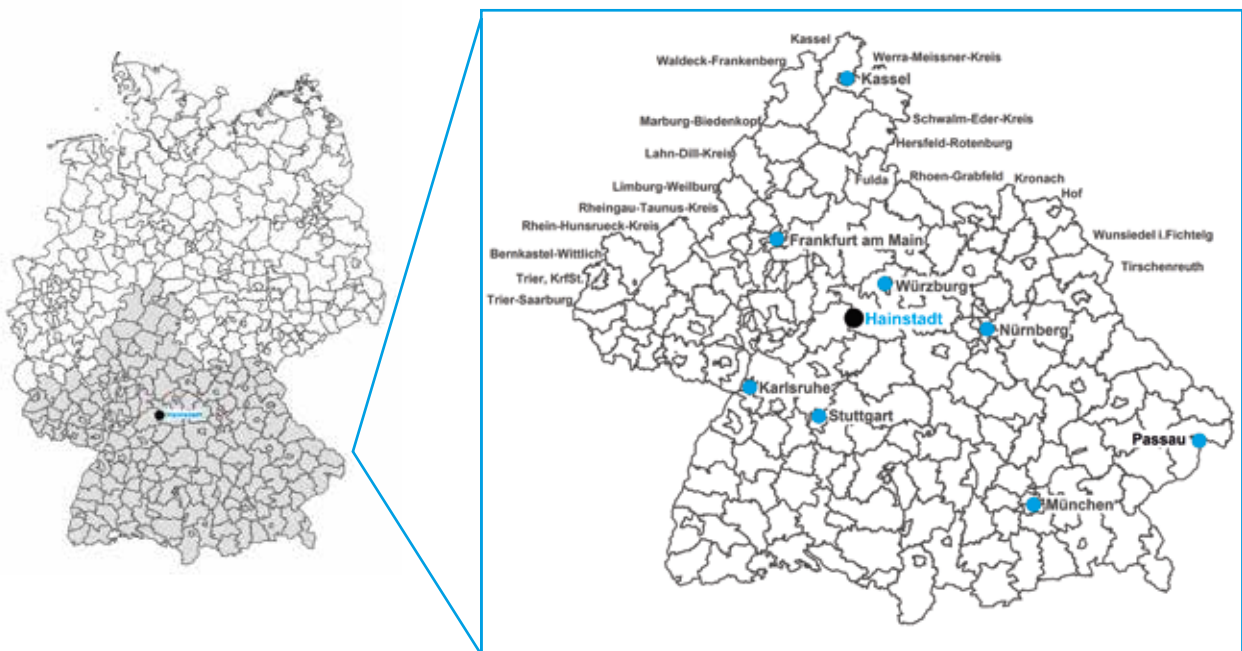 Hainstadt
Kassel
Waldeck-Frankenberg
Werra-Meissner-Kreis
Kassel
Marburg-Biedenkopf
Schwalm-Eder-Kreis
Hersfeld-Rotenburg
Lahn-Dill-Kreis
Fulda
Rhoen-Grabfeld
Kronach
Limburg-Weilburg
Hof
Rheingau-Taunus-Kreis
Rhein-Hunsrueck-Kreis
Frankfurt am Main
Wunsiedel i.Fichtelg
Bernkastel-Wittlich
Tirschenreuth
Trier, KrfSt.
Würzburg
Trier-Saarburg
Hainstadt
Nürnberg
Karlsruhe
Stuttgart
Passau
München